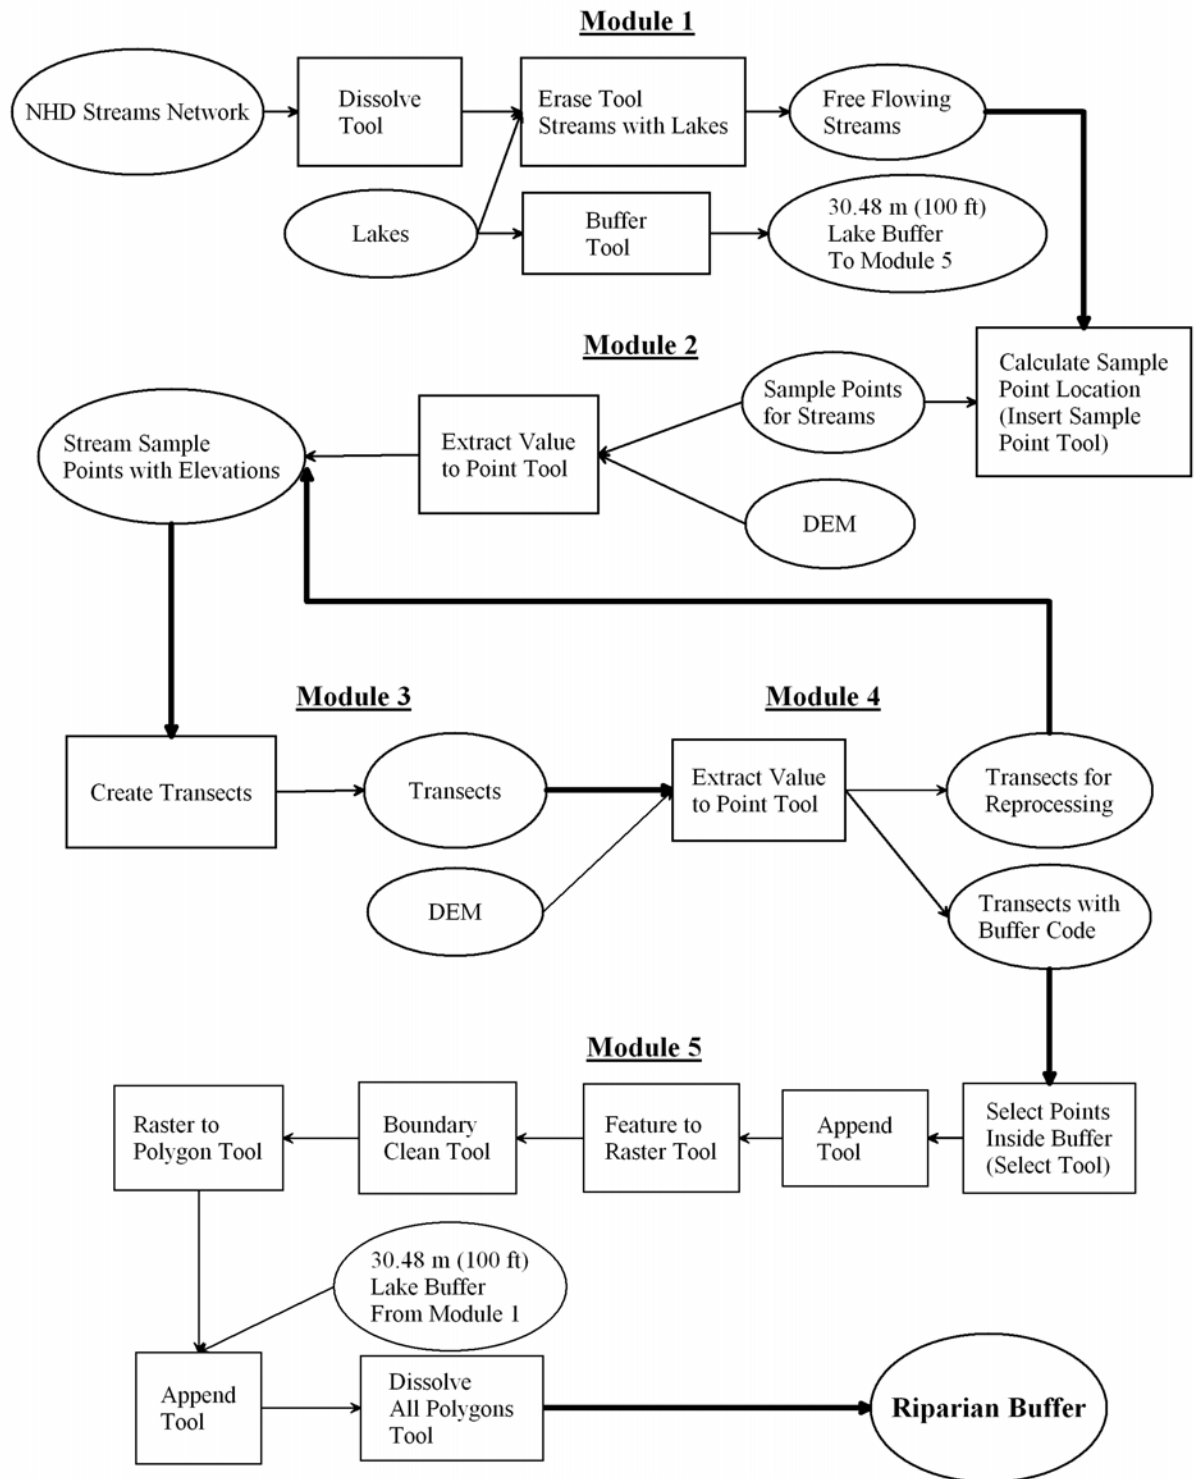 Module 1
NHD Streams Network
Dissolve
Tool
Erase Tool
Streams with Lakes
Free Flowing
Streams
Lakes
Buffer
Tool
30.48 m (100 ft)
Lake Buffer
To Module 5
Module 2
Calculate Sample
Point Location
(Insert Sample
Point Tool)
Sample Points
for Streams
Extract Value
to Point Tool
Stream Sample
Points with Elevations
DEM
Module 3
Create Transects
Transects
DEM
Module 4
Extract Value
to Point Tool
Transects for
Reprocessing
Transects with
Buffer Code
Module 5
Select Points
Inside Buffer
(Select Tool)
Append
Tool
Feature to
Raster Tool
Boundary
Clean Tool
Raster to
Polygon Tool
30.48 m (100 ft)
Lake Buffer
From Module 1
Append
Tool
Dissolve
All Polygons
Tool
Riparian Buffer